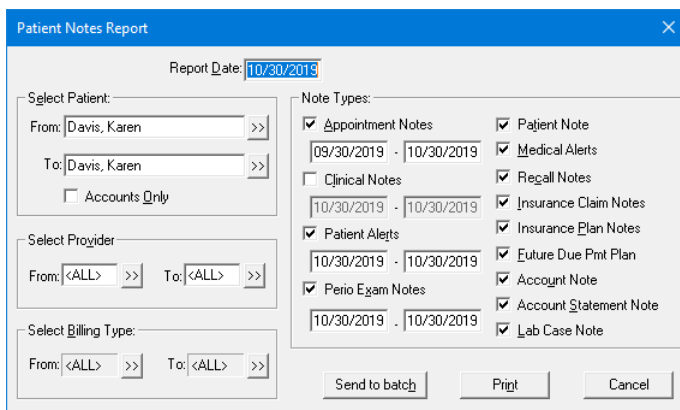 Patient Notes Report
Report Date: 10/30/2019
Select Patient:
From: Davis, Karen >>
To: Davis, Karen >>
Accounts Only
Select Provider
From: <ALL> >> To: <ALL> >>
Select Billing Type:
From: <ALL> >> To: <ALL> >>
Note Types:
Appointment Notes
09/30/2019 - 10/30/2019
Clinical Notes
10/30/2019 - 10/30/2019
Patient Alerts
10/30/2019 - 10/30/2019
Perio Exam Notes
10/30/2019 - 10/30/2019
Patient Note
Medical Alerts
Recall Notes
Insurance Claim Notes
Insurance Plan Notes
Future Due Pmt Plan
Account Note
Account Statement Note
Lab Case Note
Send to batch Print Cancel